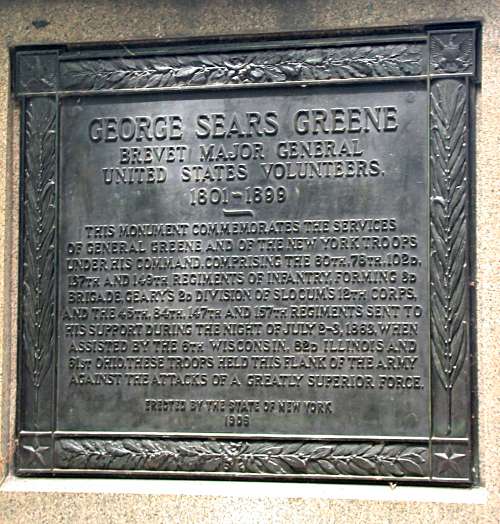 GEORGE SEARS GREENE
BREVET MAJOR GENERAL
UNITED STATES VOLUNTEERS.
1801-1899
THIS MONUMENT COMMEMORATES THE SERVICES
OF GENERAL GREENE AND OF THE NEW YORK TROOPS
UNDER HIS COMMAND, COMPRISING THE 60TH, 78TH, 102D,
137TH AND 149TH REGIMENTS OF INFANTRY, FORMING 3D
BRIGADE, GEARY'S 2D DIVISION OF SLOCUM'S 12TH CORPS,
AND THE 45TH, 84TH, 147TH AND 157TH REGIMENTS SENT TO
HIS SUPPORT DURING THE NIGHT OF JULY 2-3, 1863, WHEN
ASSISTED BY THE 6TH WISCONSIN, 82D ILLINOIS AND
61ST OHIO, THESE TROOPS HELD THIS FLANK OF THE ARMY
AGAINST THE ATTACKS OF A GREATLY SUPERIOR FORCE.
ERECTED BY THE STATE OF NEW YORK
1906